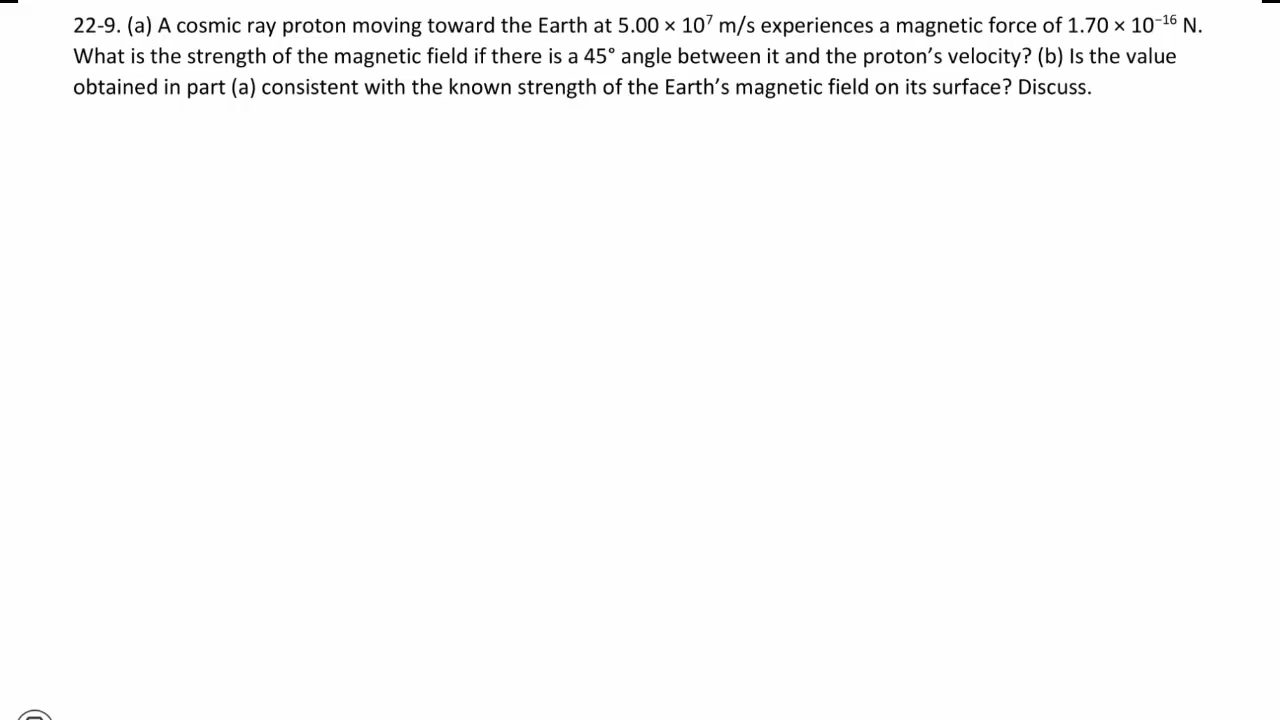 22-9. (a) A cosmic ray proton moving toward the Earth at 5.00 × 10⁷ m/s experiences a magnetic force of 1.70 × 10⁻¹⁶ N.
What is the strength of the magnetic field if there is a 45° angle between it and the proton’s velocity? (b) Is the value
obtained in part (a) consistent with the known strength of the Earth’s magnetic field on its surface? Discuss.